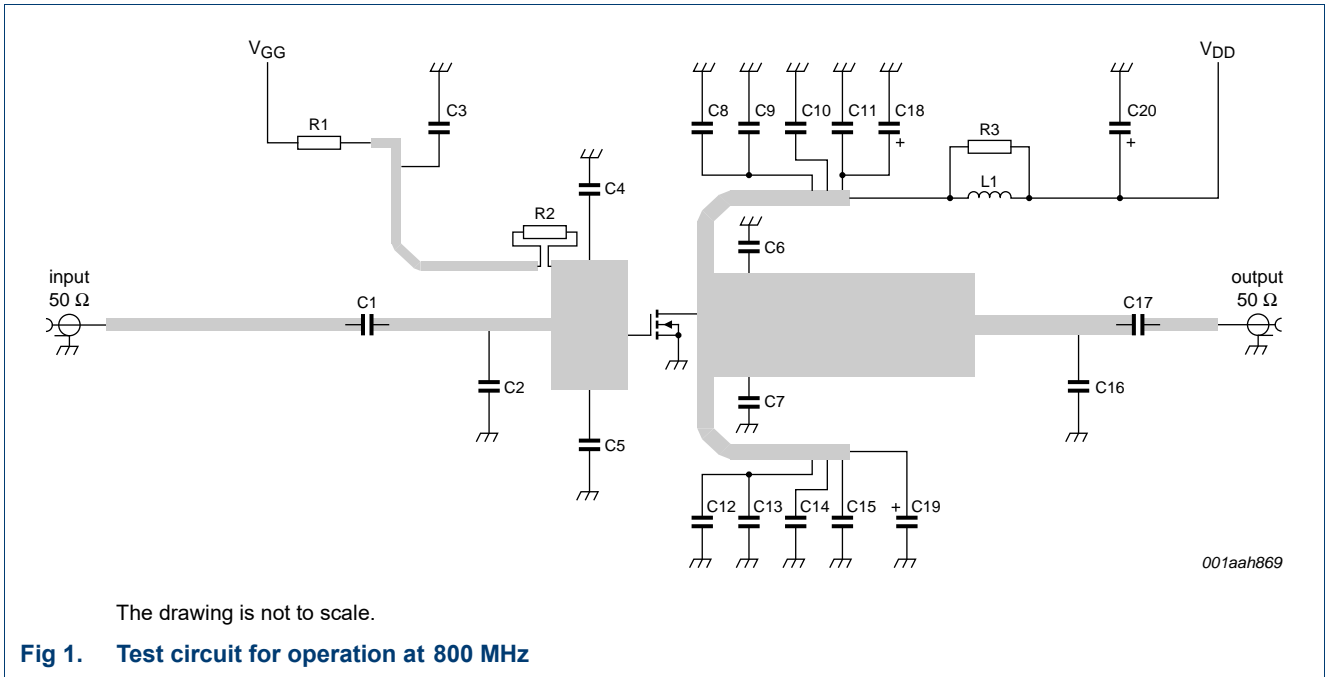 VGG
VDD
C3
R1
C8
C9
C10
C11
C18
+
C20
+
R3
L1
C4
R2
C6
input
50 Ω
C1
output
50 Ω
C17
C2
C7
C16
C5
C12
C13
C14
C15
+
C19
001aah869
The drawing is not to scale.
Fig 1. Test circuit for operation at 800 MHz